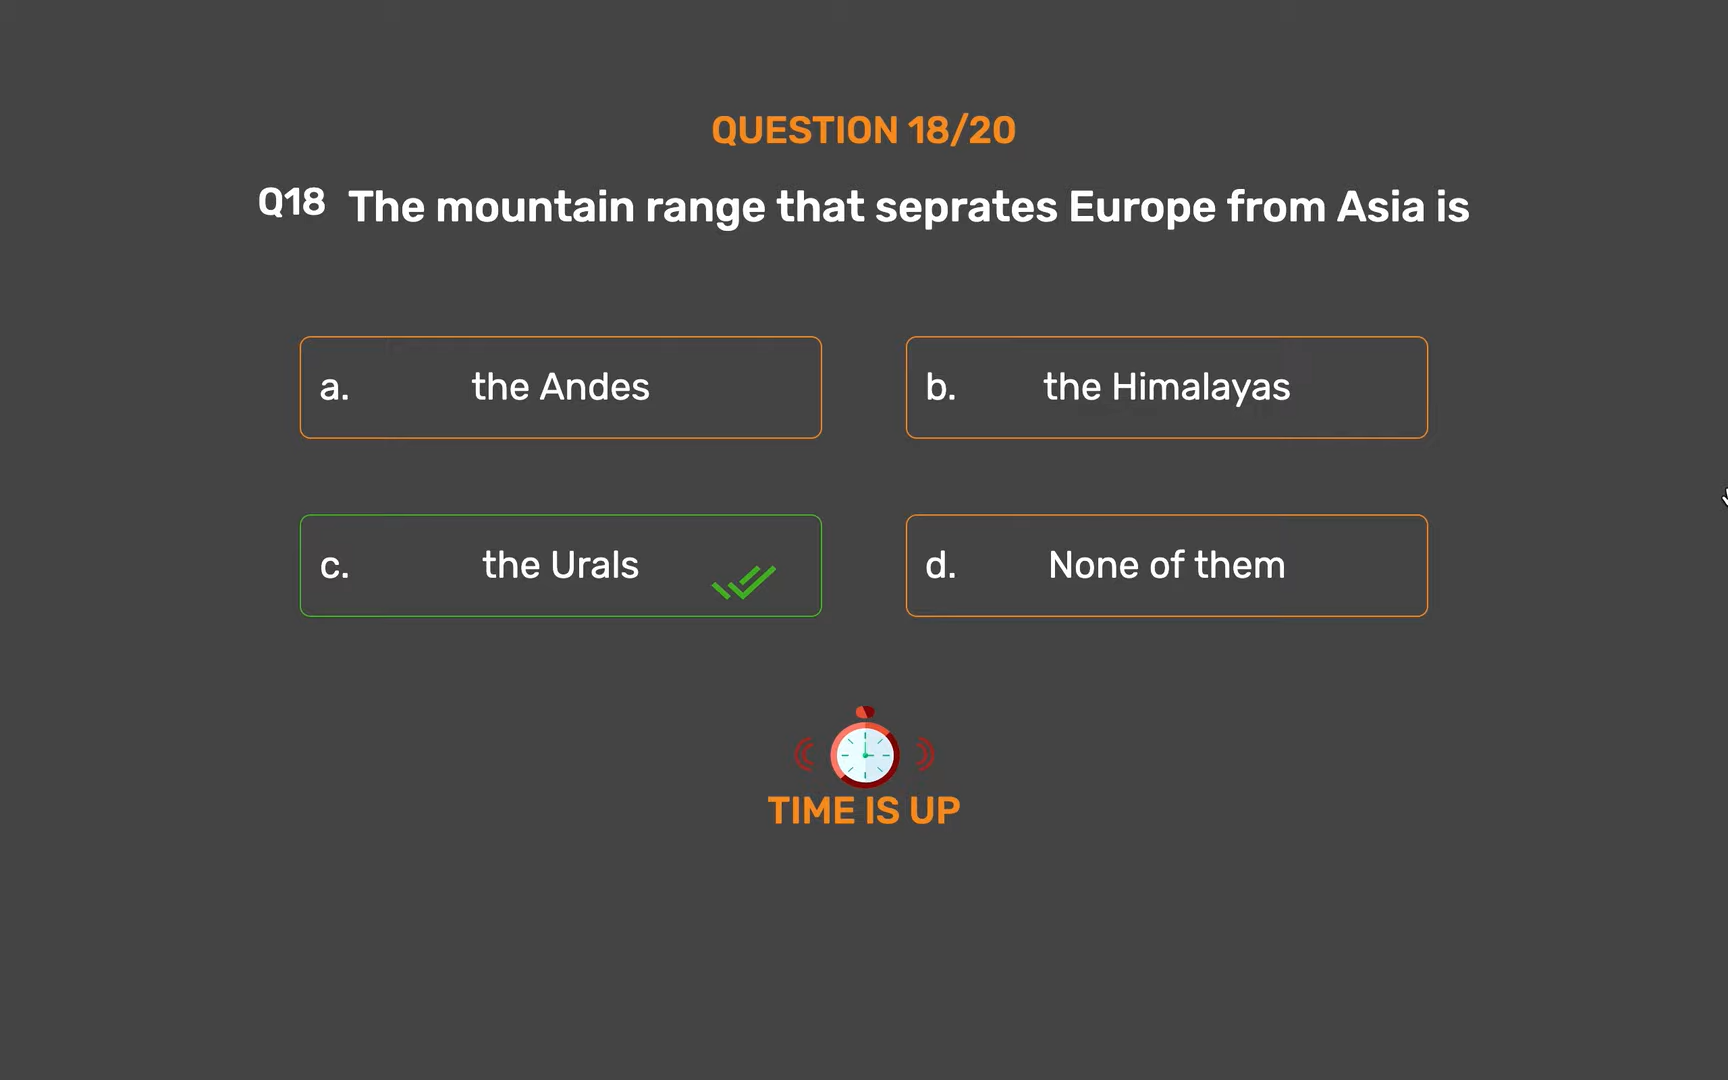 QUESTION 18/20
Q18 The mountain range that seprates Europe from Asia is
a. the Andes
b. the Himalayas
c. the Urals
d. None of them
TIME IS UP